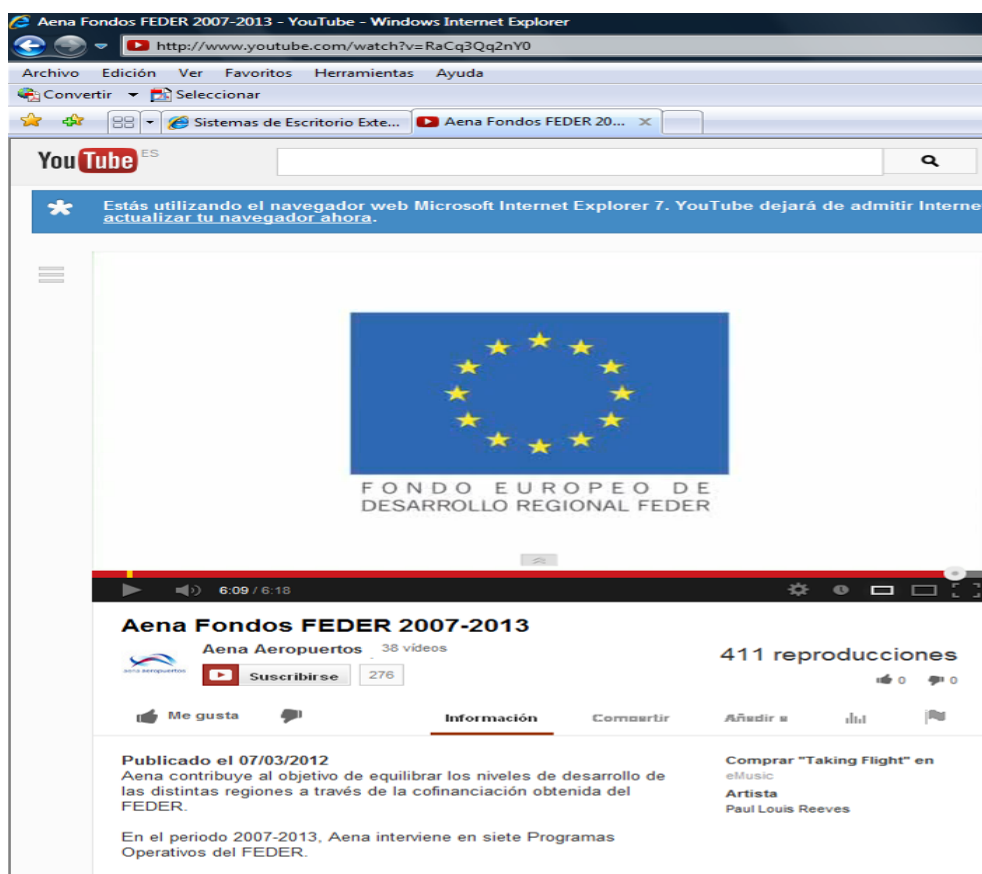 Aena Fondos FEDER 2007-2013 - YouTube - Windows Internet Explorer
http://www.youtube.com/watch?v=RaCq3Qq2nY0
Archivo Edición Ver Favoritos Herramientas Ayuda
Convertir Seleccionar
Sistemas de Escritorio Exte... Aena Fondos FEDER 20...
YouTube ES
Estás utilizando el navegador web Microsoft Internet Explorer 7. YouTube dejará de admitir Interne
actualizar tu navegador ahora.
FONDO EUROPEO DE
DESARROLLO REGIONAL FEDER
6:09 / 6:18
Aena Fondos FEDER 2007-2013
Aena Aeropuertos 38 vídeos
aena aeropuertos
Suscribirse 276
411 reproducciones
0 0
Me gusta
Información Compartir Añadir a
Publicado el 07/03/2012
Aena contribuye al objetivo de equilibrar los niveles de desarrollo de
las distintas regiones a través de la cofinanciación obtenida del
FEDER.
En el periodo 2007-2013, Aena interviene en siete Programas
Operativos del FEDER.
Comprar "Taking Flight" en
eMusic
Artista
Paul Louis Reeves